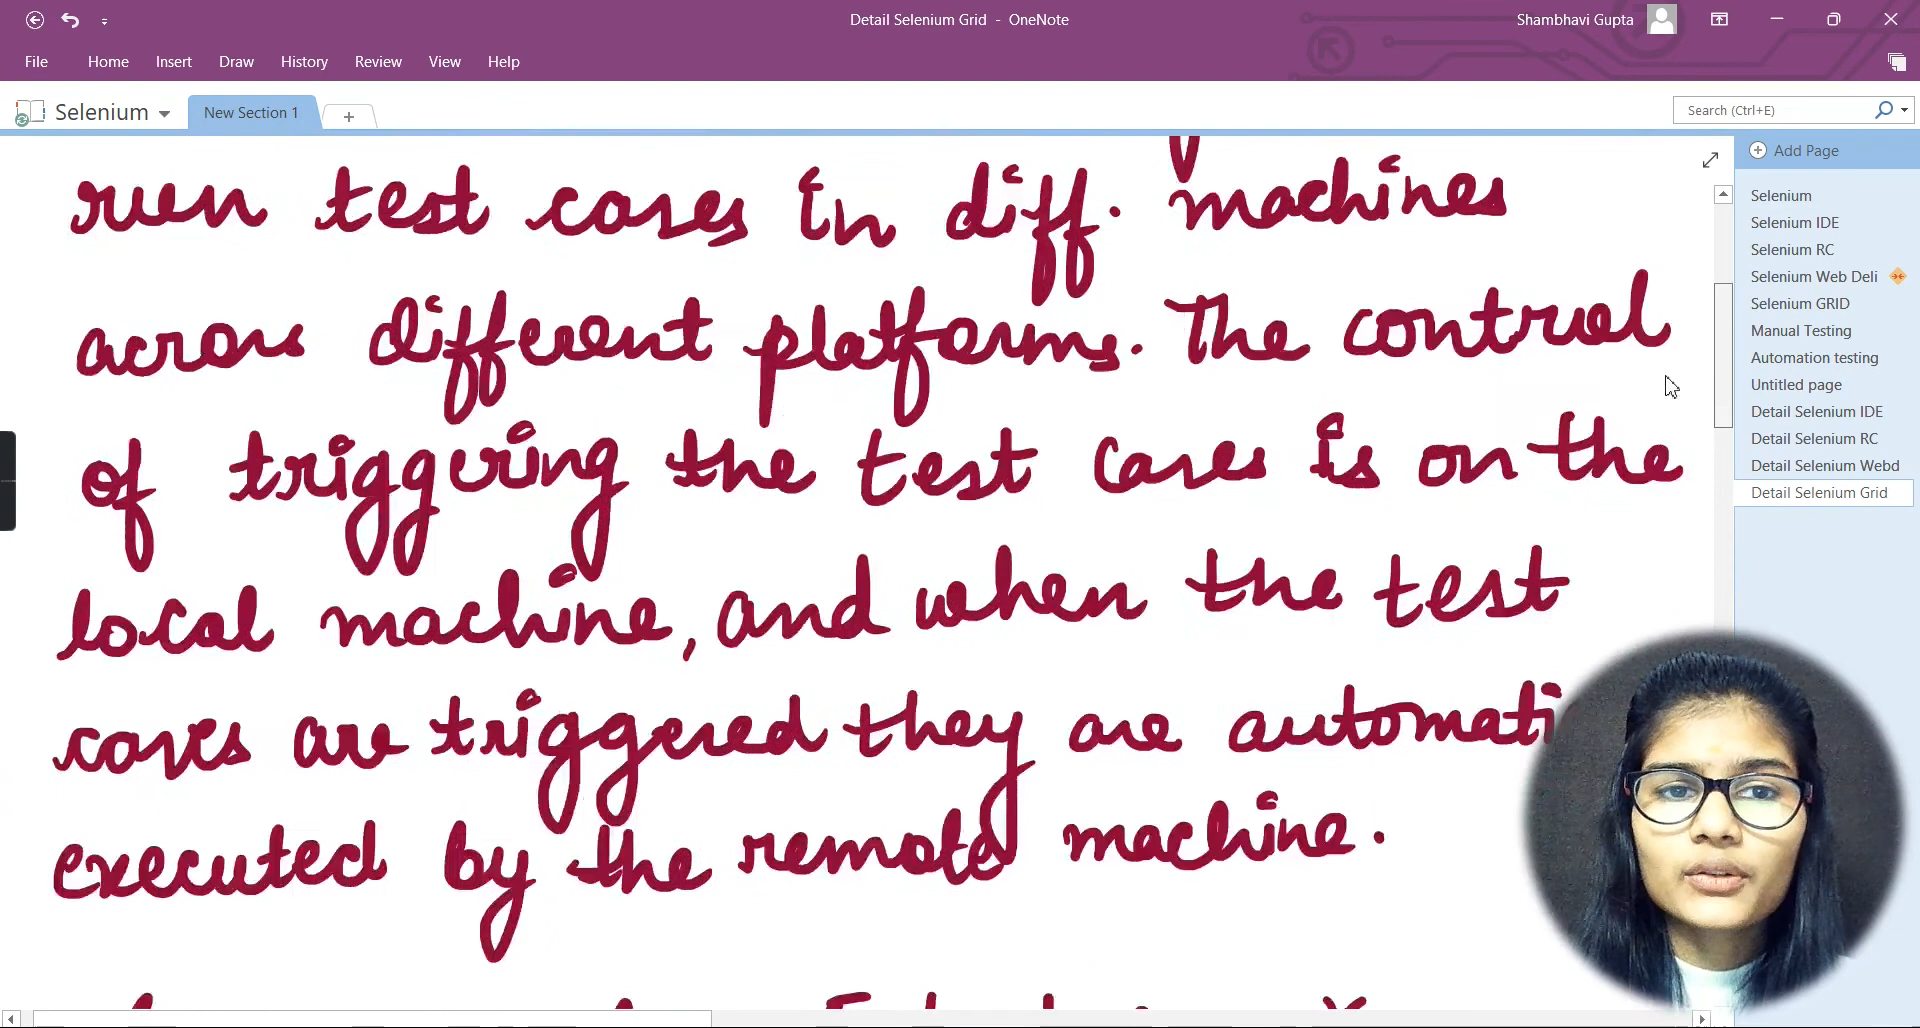 Detail Selenium Grid - OneNote
Shambhavi Gupta
File Home Insert Draw History Review View Help
Selenium
New Section 1
+
Search (Ctrl+E)
Add Page
run test cases in diff. machines
across different platforms. The control
of triggering the test cases is on the
local machine, and when the test
cases are triggered they are automati
executed by the remote machine.
Selenium
Selenium IDE
Selenium RC
Selenium Web Deli
Selenium GRID
Manual Testing
Automation testing
Untitled page
Detail Selenium IDE
Detail Selenium RC
Detail Selenium Webd
Detail Selenium Grid